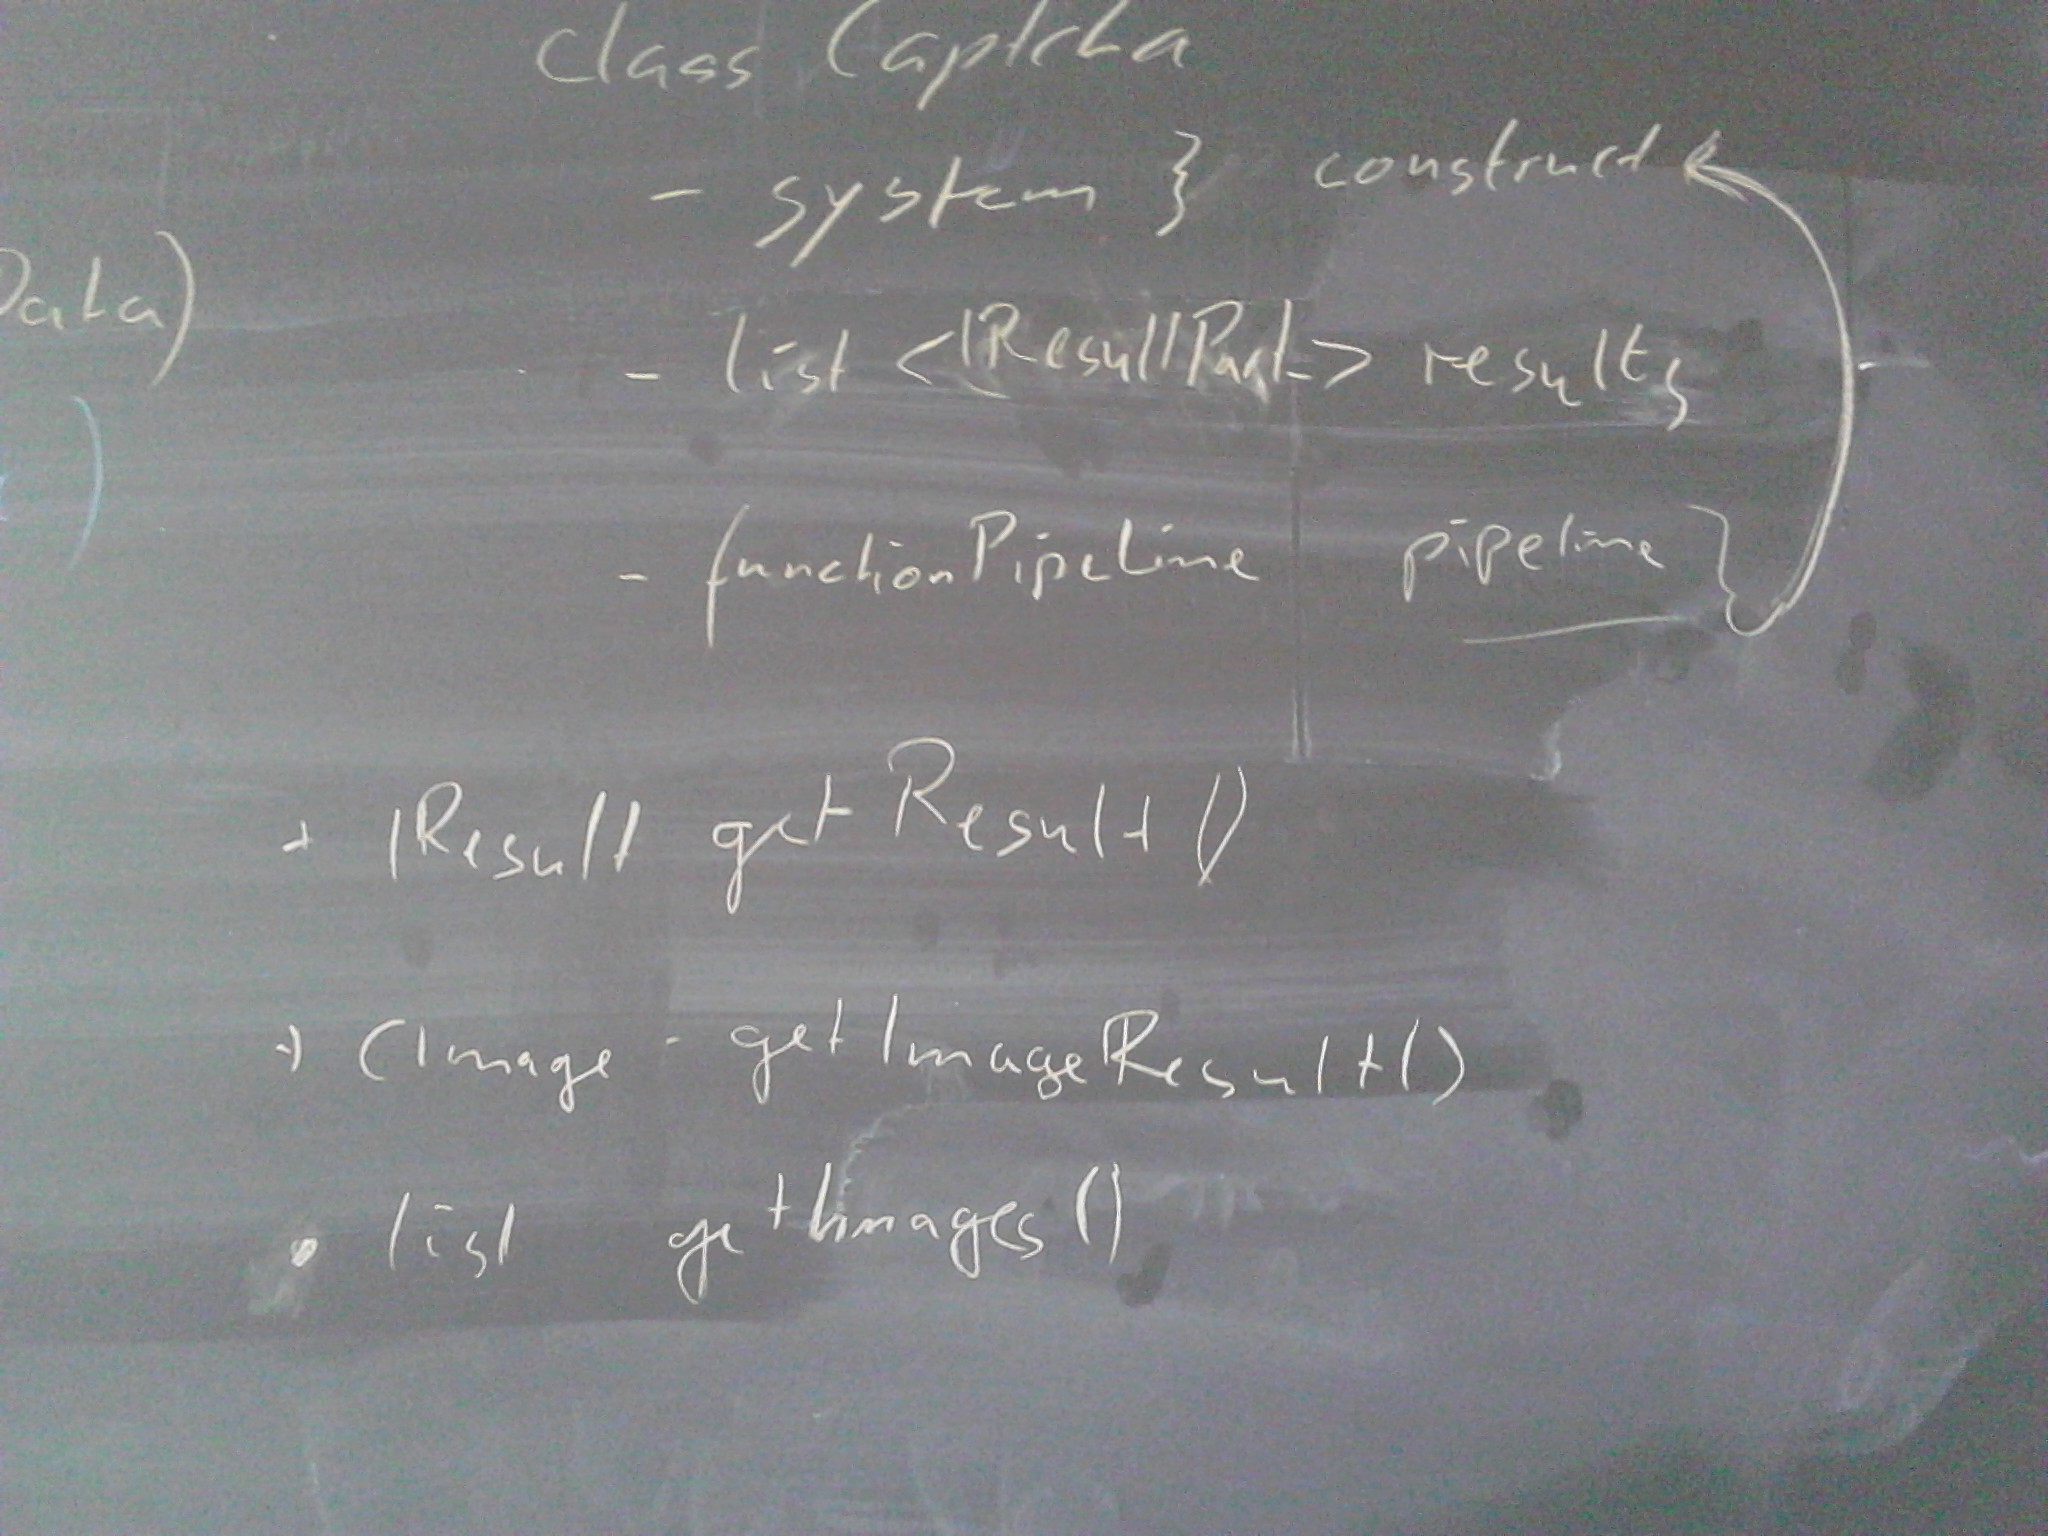 class Captcha
- system } construct
Data)
- list <IResultPart> results
)
- functionPipeline pipeline }
+ IResult getResult()
+ CImage - getImageResult()
• list getImages()